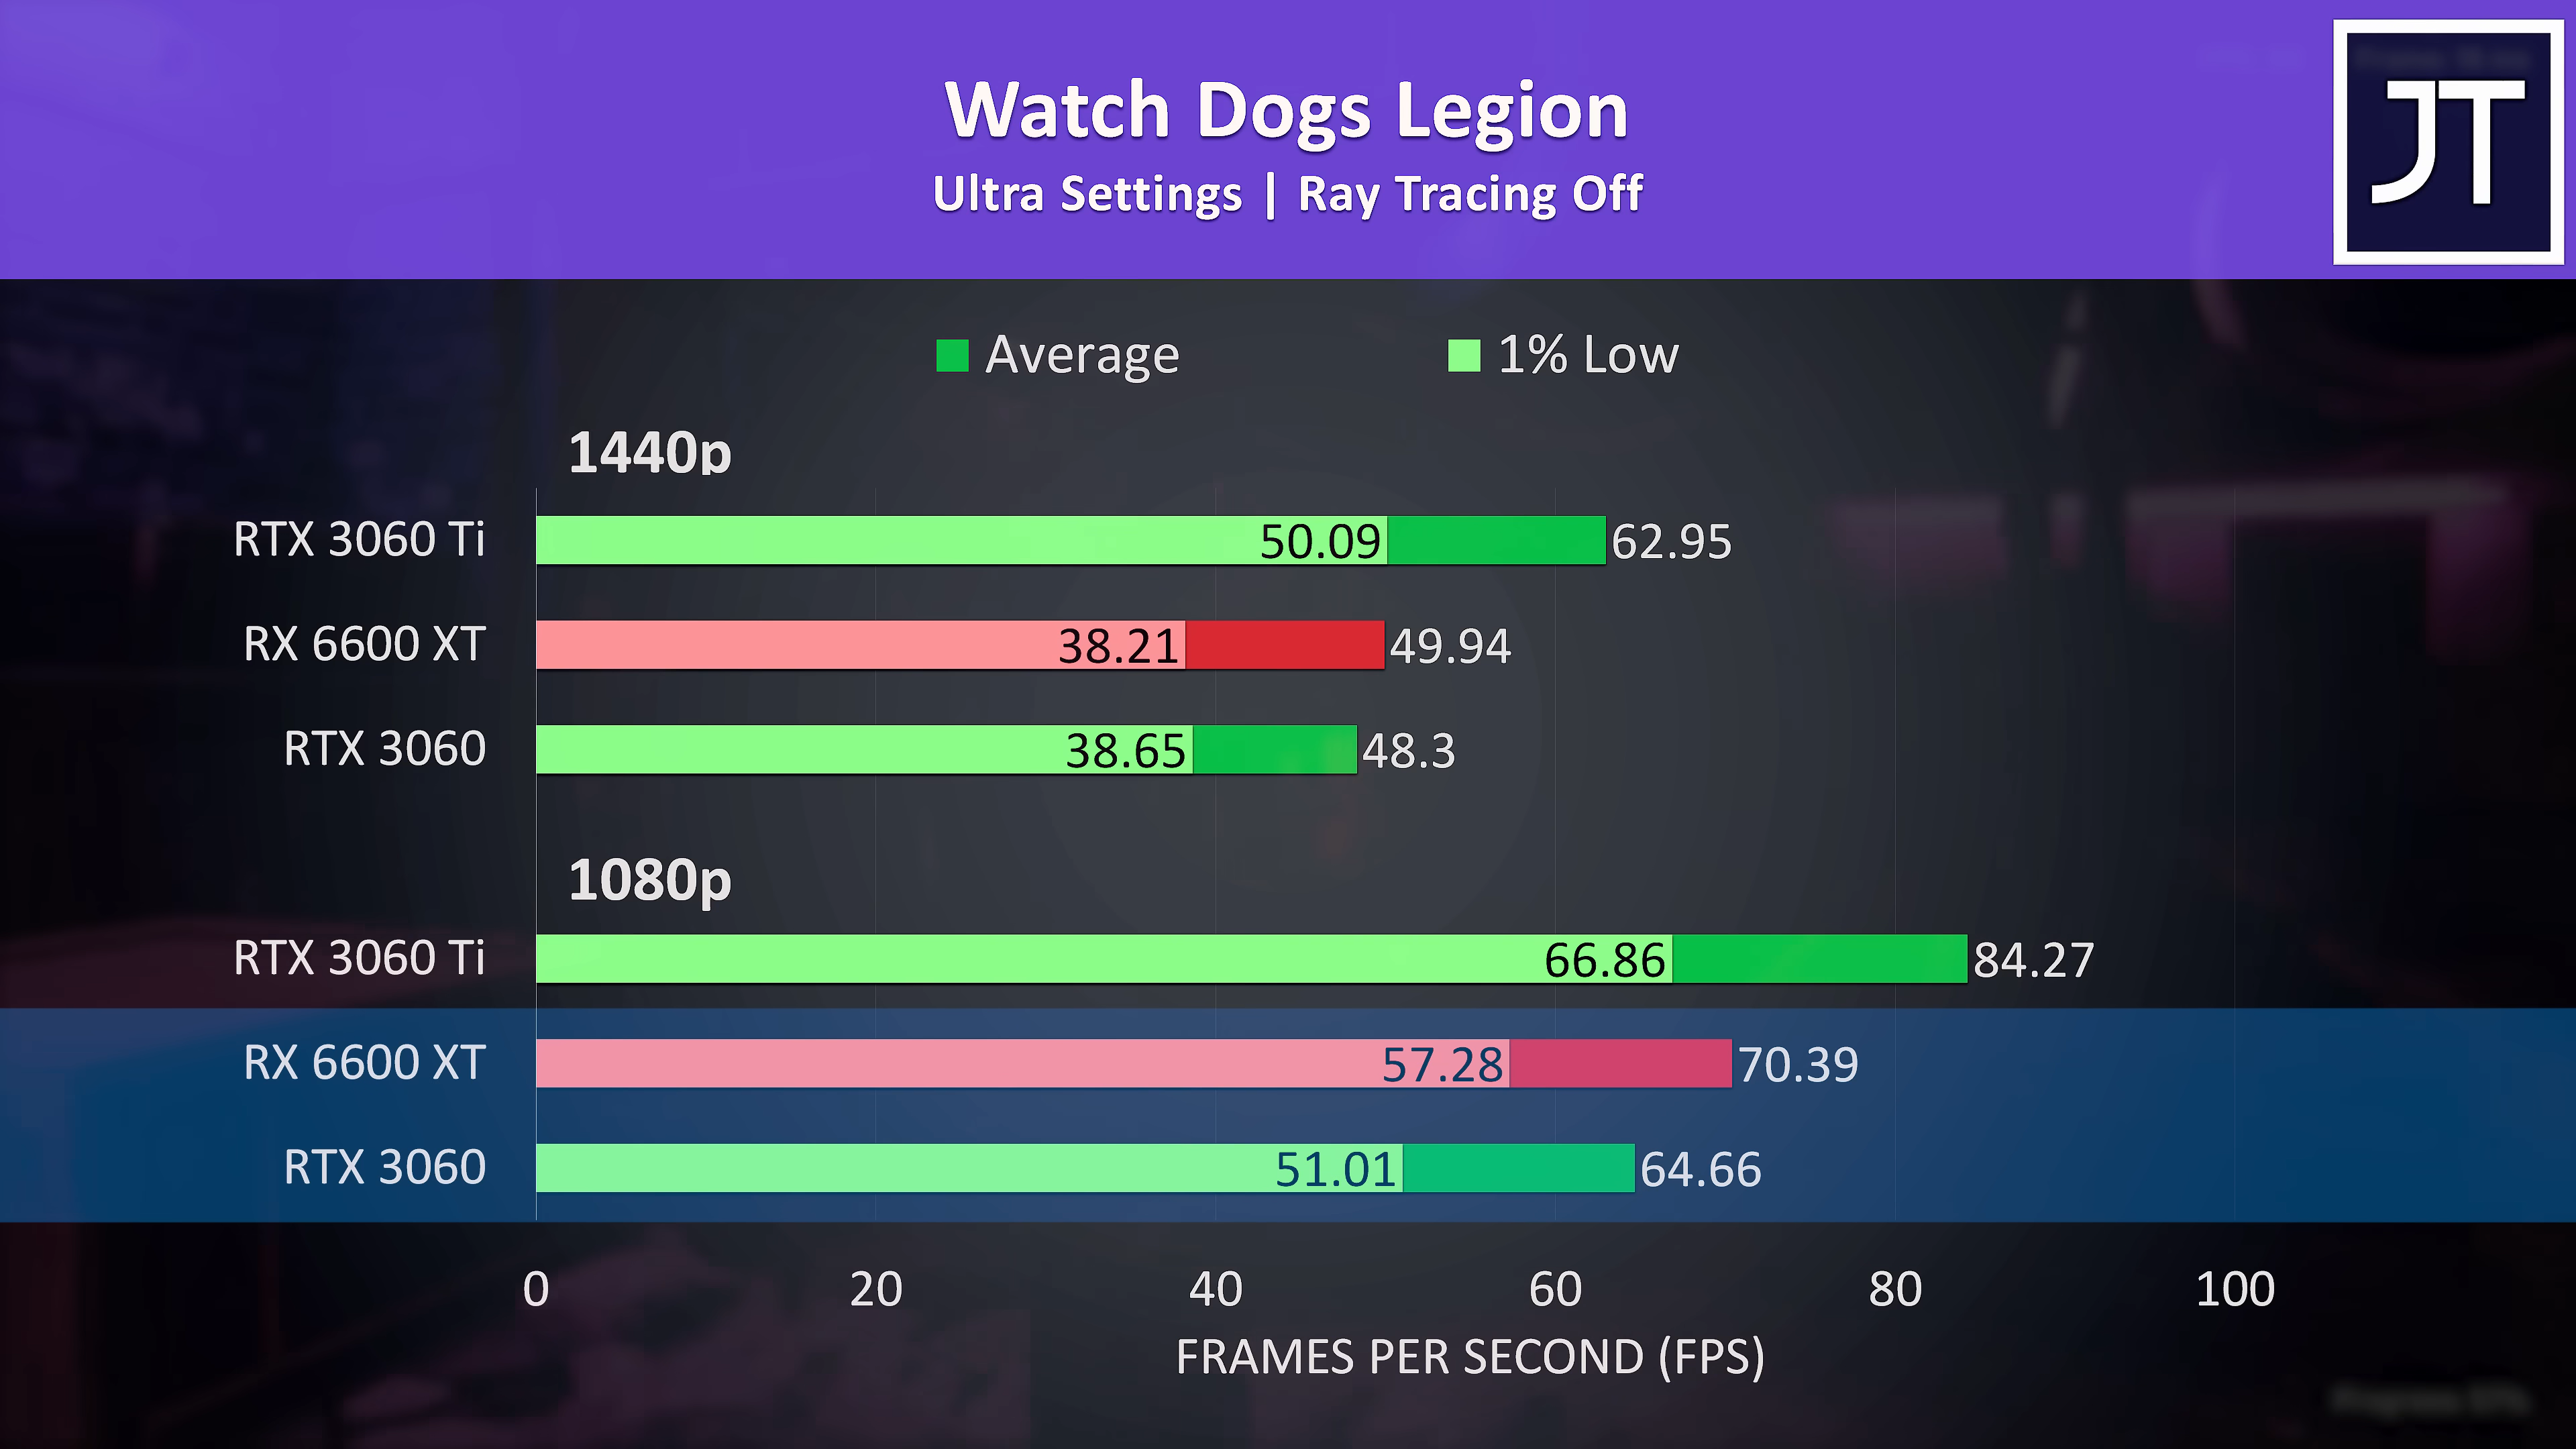 Watch Dogs Legion
JT
Ultra Settings | Ray Tracing Off
Average
1% Low
1440p
RTX 3060 Ti 50.09 62.95
RX 6600 XT 38.21 49.94
RTX 3060 38.65 48.3
1080p
RTX 3060 Ti 66.86 84.27
RX 6600 XT 57.28 70.39
RTX 3060 51.01 64.66
0 20 40 60 80 100
FRAMES PER SECOND (FPS)